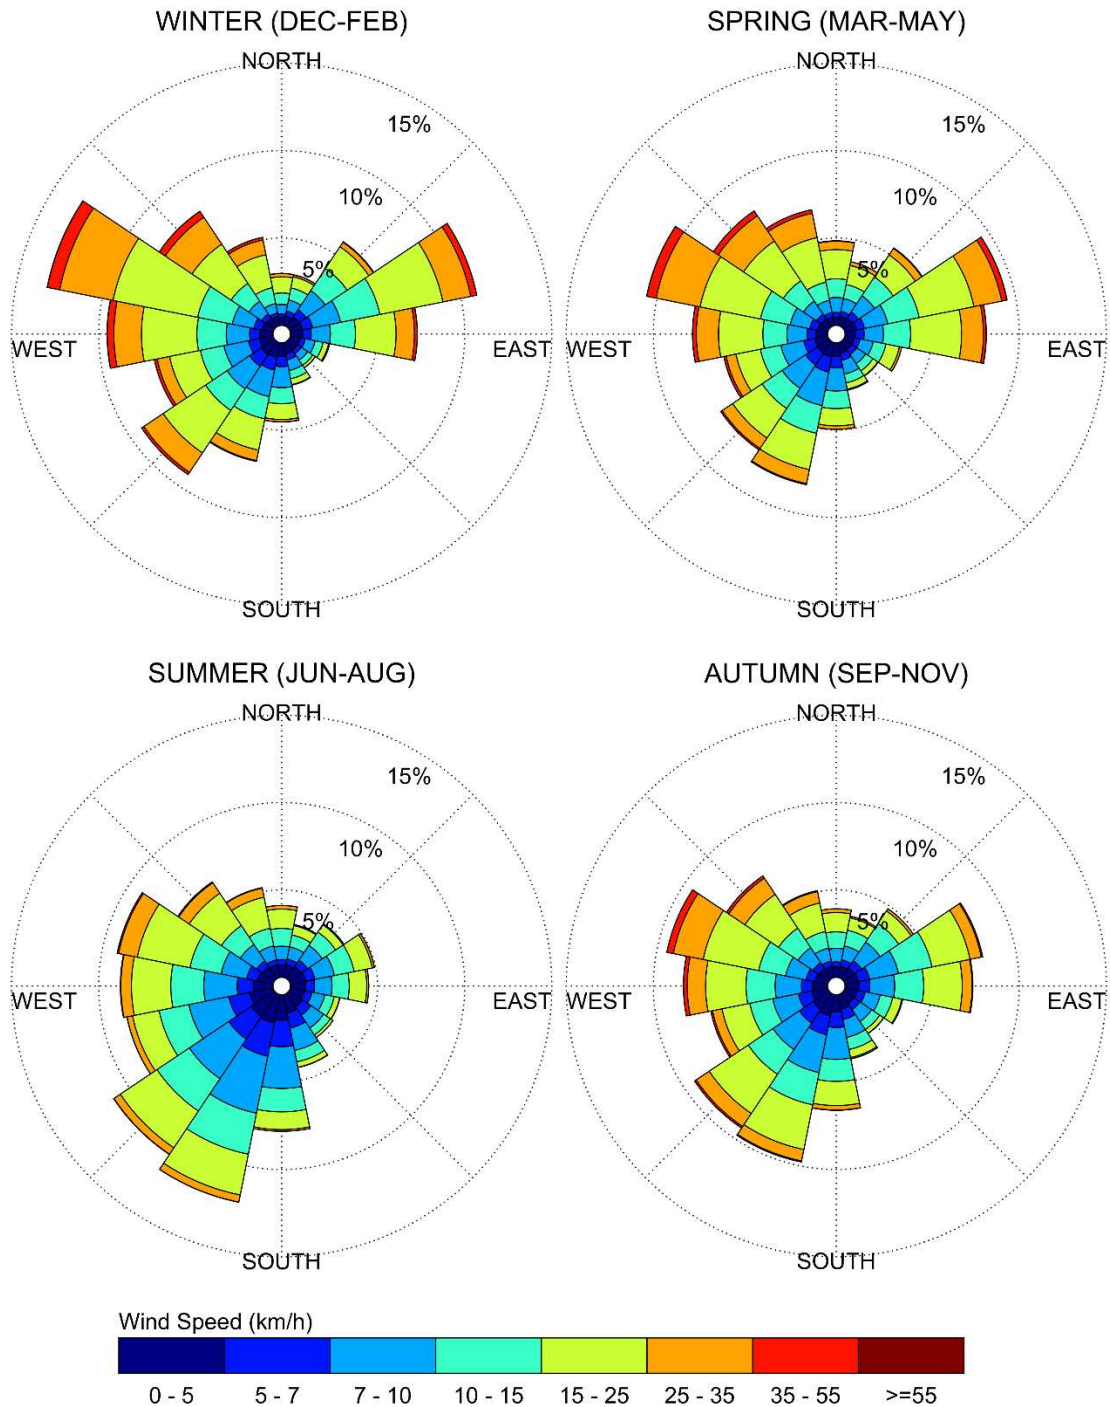 WINTER (DEC-FEB)
NORTH
15%
10%
5%
WEST
EAST
SOUTH
SPRING (MAR-MAY)
NORTH
15%
10%
5%
WEST
EAST
SOUTH
SUMMER (JUN-AUG)
NORTH
15%
10%
5%
WEST
EAST
SOUTH
AUTUMN (SEP-NOV)
NORTH
15%
10%
5%
WEST
EAST
SOUTH
Wind Speed (km/h)
0 - 5 5 - 7 7 - 10 10 - 15 15 - 25 25 - 35 35 - 55 >=55